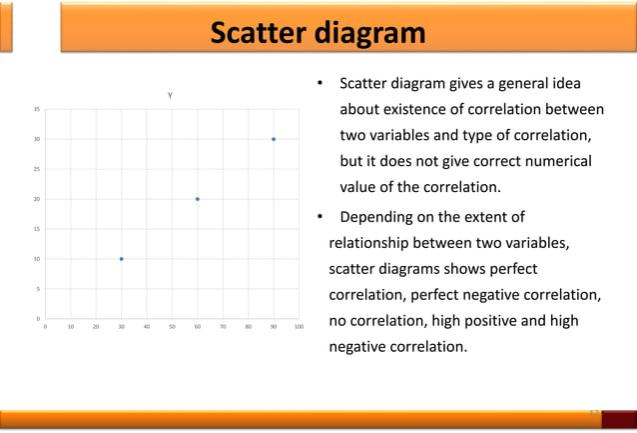 Scatter diagram
Y
35
30
25
20
15
10
5
0
0 10 20 30 40 50 60 70 80 90 100
• Scatter diagram gives a general idea
about existence of correlation between
two variables and type of correlation,
but it does not give correct numerical
value of the correlation.
• Depending on the extent of
relationship between two variables,
scatter diagrams shows perfect
correlation, perfect negative correlation,
no correlation, high positive and high
negative correlation.